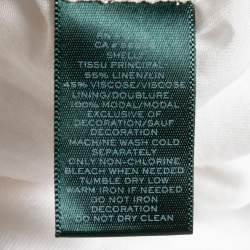 SHELL/
TISSU PRINCIPAL
55% LINEN/LIN
45% VISCOSE/VISCOSE
LINING/DOUBLURE
100% MODAL/MODAL
EXCLUSIVE OF
DECORATION/SAUF
DECORATION
MACHINE WASH COLD
SEPARATELY
ONLY NON-CHLORINE
BLEACH WHEN NEEDED
TUMBLE DRY LOW
WARM IRON IF NEEDED
DO NOT IRON
DECORATION
DO NOT DRY CLEAN